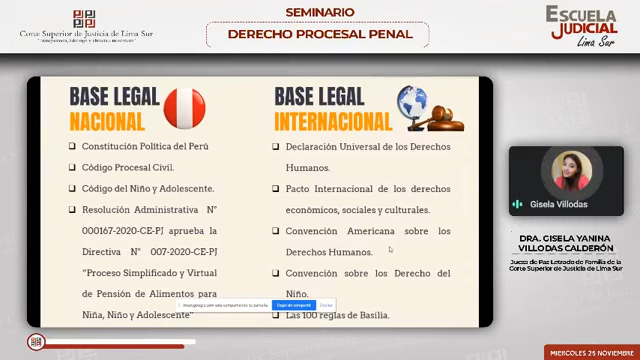 Corte Superior de Justicia de Lima Sur
SEMINARIO
DERECHO PROCESAL PENAL
ESCUELA
JUDICIAL
Lima Sur
BASE LEGAL
NACIONAL
❑ Constitución Política del Perú
❑ Código Procesal Civil.
❑ Código del Niño y Adolescente.
❑ Resolución Administrativa N°
000167-2020-CE-PJ aprueba la
Directiva N° 007-2020-CE-PJ
“Proceso Simplificado y Virtual
de Pensión de Alimentos para
Niña, Niño y Adolescente”
BASE LEGAL
INTERNACIONAL
❑ Declaración Universal de los Derechos
Humanos.
❑ Pacto Internacional de los derechos
económicos, sociales y culturales.
❑ Convención Americana sobre los
Derechos Humanos.
❑ Convención sobre los Derecho del
Niño.
❑ Las 100 reglas de Basilia.
Dejar de compartir
Gisela Villodas
DRA. GISELA YANINA
VILLODAS CALDERÓN
Jueza de Paz Letrado de Familia de la
Corte Superior de Justicia de Lima Sur
MIERCOLES 25 NOVIEMBRE